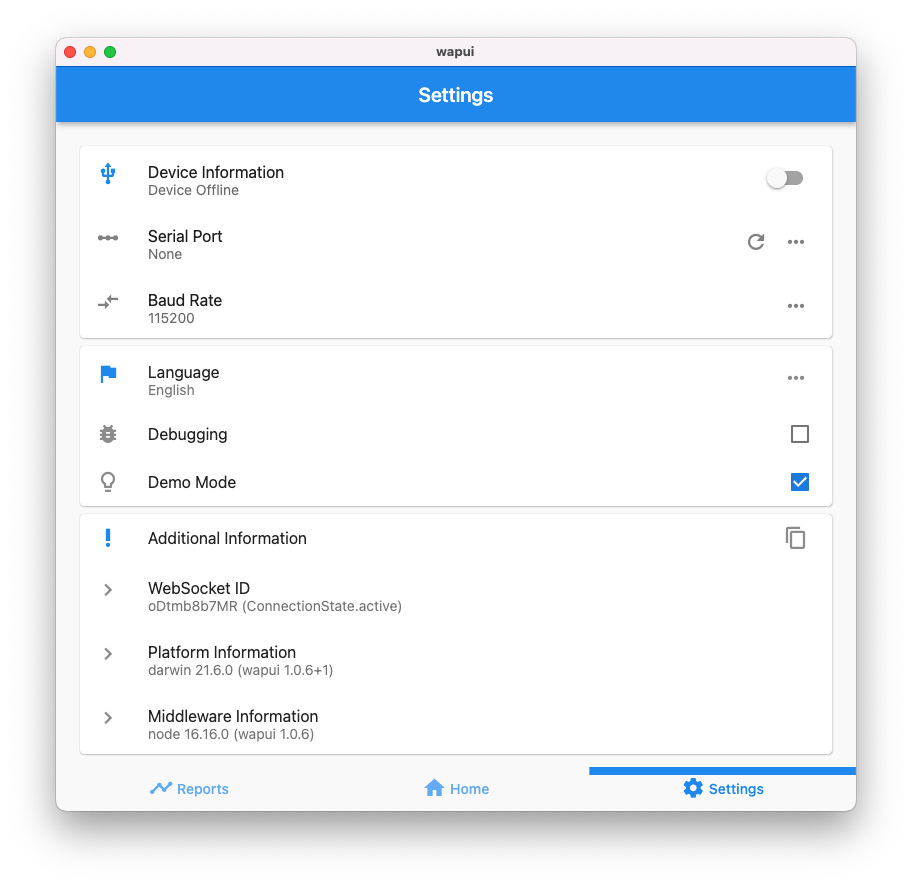 wapui
Settings
Device Information
Device Offline
Serial Port
None
Baud Rate
115200
Language
English
Debugging
Demo Mode
Additional Information
WebSocket ID
oDtmb8b7MR (ConnectionState.active)
Platform Information
darwin 21.6.0 (wapui 1.0.6+1)
Middleware Information
node 16.16.0 (wapui 1.0.6)
Reports Home Settings